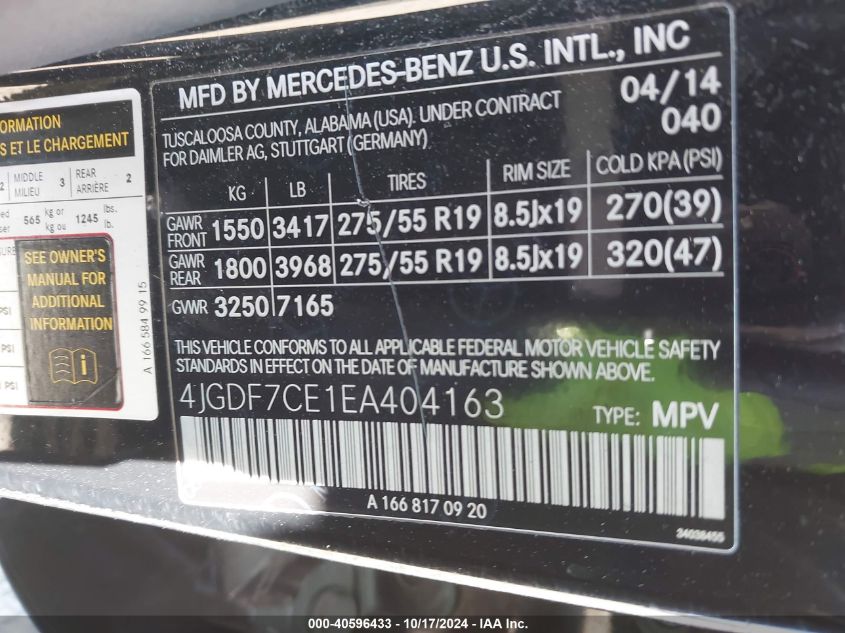 ORMATION
S ET LE CHARGEMENT
2 MIDDLE MILIEU 3 REAR ARRIÈRE 2
565 kg or kg ou 1245 lbs. lb.
SEE OWNER'S
MANUAL FOR
ADDITIONAL
INFORMATION
PSI
PSI
A 166 584 99 15
MFD BY MERCEDES-BENZ U.S. INTL., INC
TUSCALOOSA COUNTY, ALABAMA (USA). UNDER CONTRACT
FOR DAIMLER AG, STUTTGART (GERMANY)
04/14
040
KG LB TIRES RIM SIZE COLD KPA (PSI)
GAWR FRONT 1550 3417 275/55 R19 8.5Jx19 270(39)
GAWR REAR 1800 3968 275/55 R19 8.5Jx19 320(47)
GVWR 3250 7165
THIS VEHICLE CONFORMS TO ALL APPLICABLE FEDERAL MOTOR VEHICLE SAFETY
STANDARDS IN EFFECT ON THE DATE OF MANUFACTURE SHOWN ABOVE.
4JGDF7CE1EA404163 TYPE: MPV
A 166 817 09 20
34036455
000-40596433 - 10/17/2024 - IAA Inc.